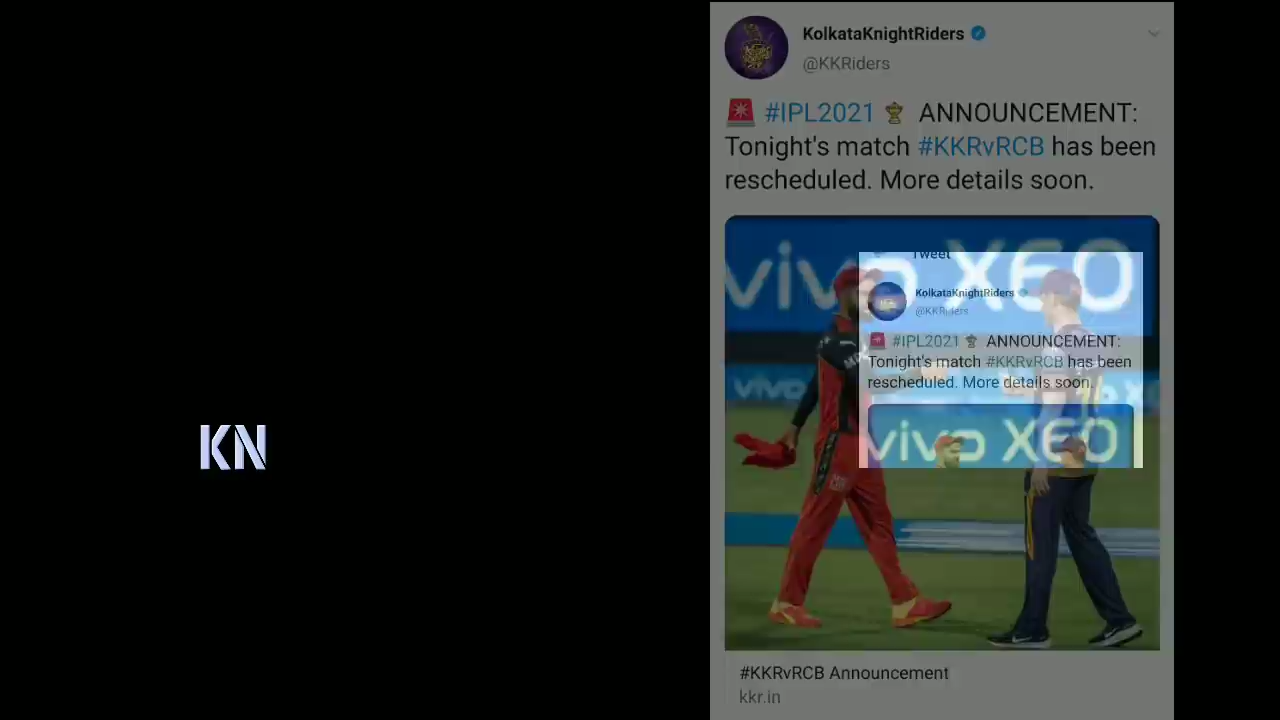 KN
KolkataKnightRiders
@KKRiders
#IPL2021 ANNOUNCEMENT:
Tonight's match #KKRvRCB has been
rescheduled. More details soon.
vivo X60
Tweet
KolkataKnightRiders
@KKRiders
#IPL2021 ANNOUNCEMENT:
Tonight's match #KKRvRCB has been
rescheduled. More details soon.
vivo
vivo X60
#KKRvRCB Announcement
kkr.in